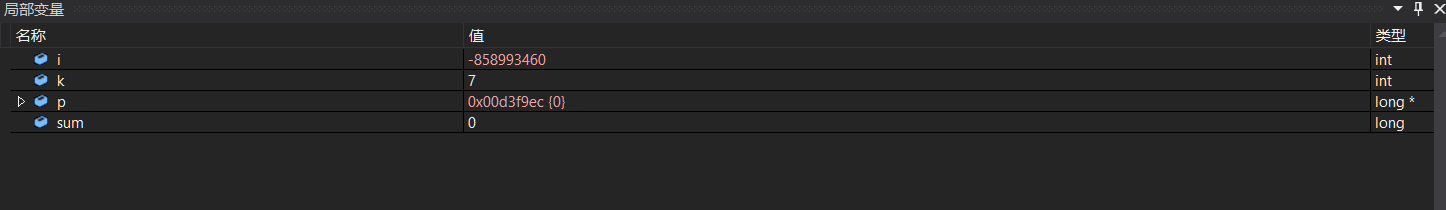 局部变量
名称 值 类型
i -858993460 int
k 7 int
p 0x00d3f9ec {0} long *
sum 0 long